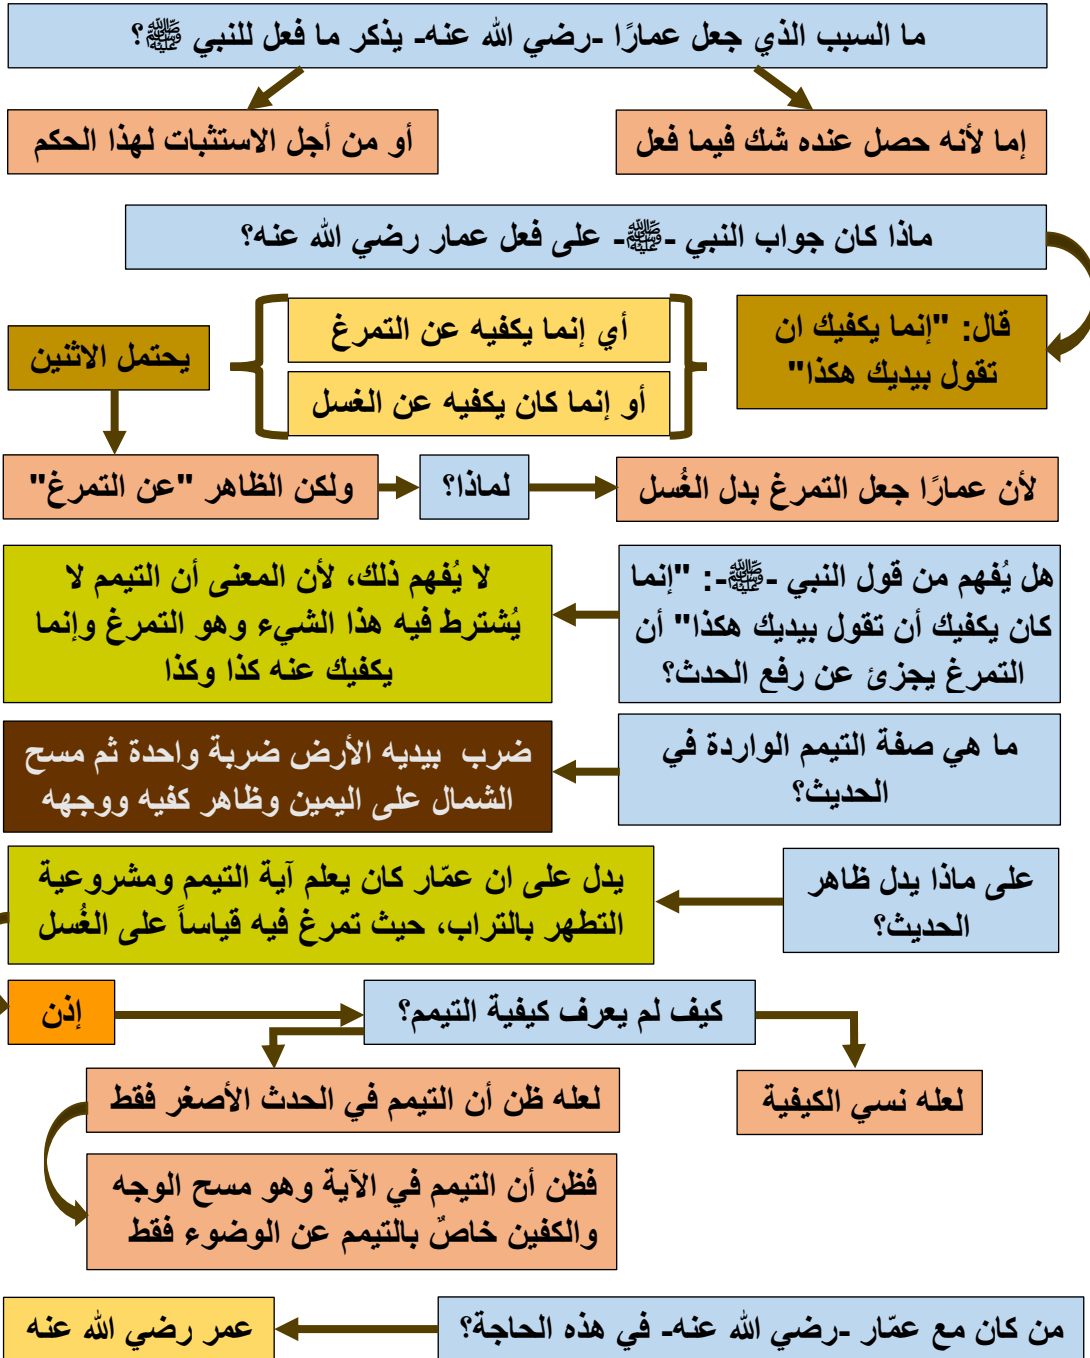 ما السبب الذي جعل عمارًا -رضي الله عنه- يذكر ما فعل للنبي ﷺ؟
إما لأنه حصل عنده شك فيما فعل
أو من أجل الاستثبات لهذا الحكم
ماذا كان جواب النبي -ﷺ- على فعل عمار رضي الله عنه؟
قال: "إنما يكفيك ان
تقول بيديك هكذا"
أي إنما يكفيه عن التمرغ
أو إنما كان يكفيه عن الغسل
يحتمل الاثنين
ولكن الظاهر "عن التمرغ"
لماذا؟
لأن عمارًا جعل التمرغ بدل الغُسل
هل يُفهم من قول النبي -ﷺ-: "إنما
كان يكفيك أن تقول بيديك هكذا" أن
التمرغ يجزئ عن رفع الحدث؟
لا يُفهم ذلك، لأن المعنى أن التيمم لا
يُشترط فيه هذا الشيء وهو التمرغ وإنما
يكفيك عنه كذا وكذا
ما هي صفة التيمم الواردة في
الحديث؟
ضرب بيديه الأرض ضربة واحدة ثم مسح
الشمال على اليمين وظاهر كفيه ووجهه
على ماذا يدل ظاهر
الحديث؟
يدل على ان عمّار كان يعلم آية التيمم ومشروعية
التطهر بالتراب، حيث تمرغ فيه قياساً على الغُسل
إذن
كيف لم يعرف كيفية التيمم؟
لعله نسي الكيفية
لعله ظن أن التيمم في الحدث الأصغر فقط
فظن أن التيمم في الآية وهو مسح الوجه
والكفين خاصٌ بالتيمم عن الوضوء فقط
من كان مع عمّار -رضي الله عنه- في هذه الحاجة؟
عمر رضي الله عنه